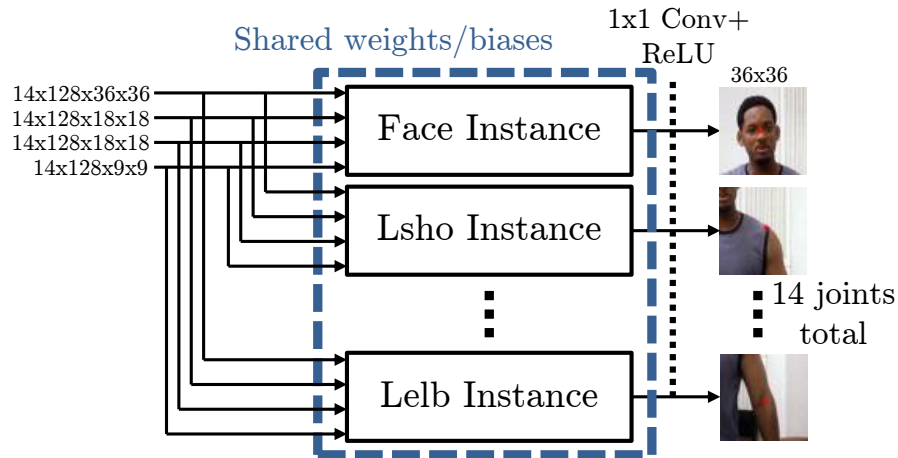 1x1 Conv+
ReLU
Shared weights/biases
36x36
14x128x36x36
14x128x18x18
14x128x18x18
14x128x9x9
Face Instance
Lsho Instance
14 joints
total
Lelb Instance